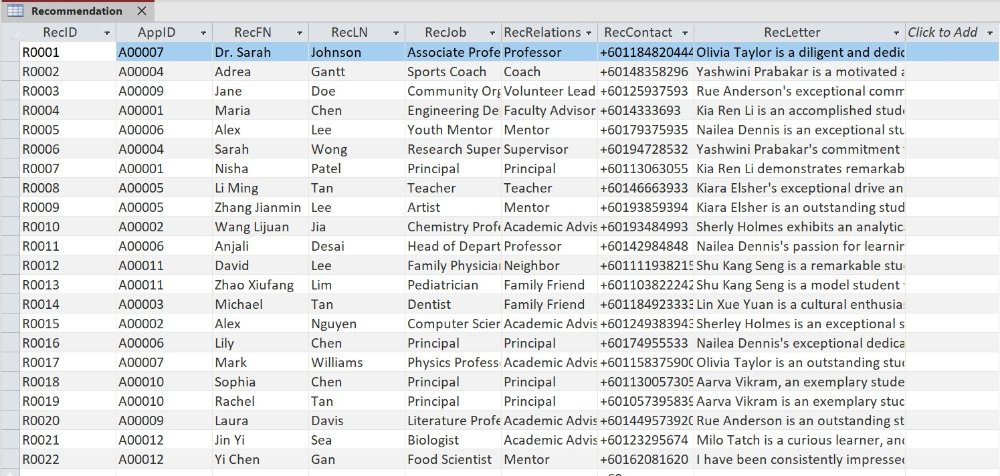 Recommendation
RecID AppID RecFN RecLN RecJob RecRelations RecContact RecLetter Click to Add
R0001 A00007 Dr. Sarah Johnson Associate Profe Professor +601184820444 Olivia Taylor is a diligent and dedic
R0002 A00004 Adrea Gantt Sports Coach Coach +60148358296 Yashwini Prabakar is a motivated a
R0003 A00009 Jane Doe Community Org Volunteer Lead +60125937593 Rue Anderson's exceptional comm
R0004 A00001 Maria Chen Engineering De Faculty Advisor +6014333693 Kia Ren Li is an accomplished stude
R0005 A00006 Alex Lee Youth Mentor Mentor +60179375935 Nailea Dennis is an exceptional stu
R0006 A00004 Sarah Wong Research Super Supervisor +60194728532 Yashwini Prabakar's commitment
R0007 A00001 Nisha Patel Principal Principal +60113063055 Kia Ren Li demonstrates remarkab
R0008 A00005 Li Ming Tan Teacher Teacher +60146663933 Kiara Elsher's exceptional drive an
R0009 A00005 Zhang Jianmin Lee Artist Mentor +60193859394 Kiara Elsher is an outstanding stud
R0010 A00002 Wang Lijuan Jia Chemistry Profe Academic Advis +60193484993 Sherly Holmes exhibits an analytica
R0011 A00006 Anjali Desai Head of Depart Professor +60142984848 Nailea Dennis's passion for learnin
R0012 A00011 David Lee Family Physician Neighbor +601111938215 Shu Kang Seng is a remarkable stu
R0013 A00011 Zhao Xiufang Lim Pediatrician Family Friend +601103822242 Shu Kang Seng is a model student
R0014 A00003 Michael Tan Dentist Family Friend +601184923333 Lin Xue Yuan is a cultural enthusias
R0015 A00002 Alex Nguyen Computer Scien Academic Advis +601249383943 Sherley Holmes is an exceptional s
R0016 A00006 Lily Chen Principal Principal +60174955533 Nailea Dennis's exceptional dedica
R0017 A00007 Mark Williams Physics Profess Academic Advis +601158375900 Olivia Taylor is an outstanding stud
R0018 A00010 Sophia Chen Principal Principal +601130057305 Aarva Vikram, an exemplary stude
R0019 A00010 Rachel Tan Principal Principal +601057395839 Aarva Vikram is an exemplary stud
R0020 A00009 Laura Davis Literature Profe Academic Advis +601449573920 Rue Anderson is an outstanding st
R0021 A00012 Jin Yi Sea Biologist Academic Advis +60123295674 Milo Tatch is a curious learner, and
R0022 A00012 Yi Chen Gan Food Scientist Mentor +60162081620 I have been consistently impressed